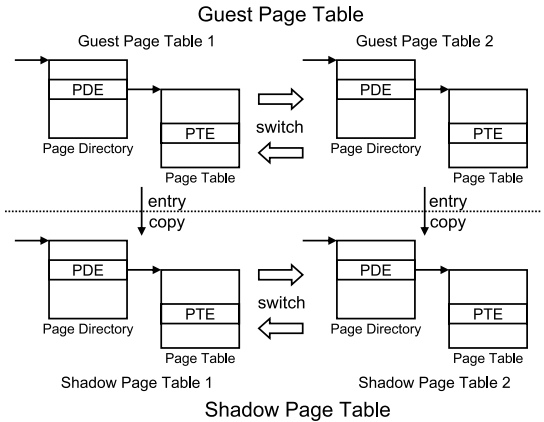 Guest Page Table
Guest Page Table 1
Guest Page Table 2
PDE
PDE
switch
PTE
PTE
Page Directory
Page Directory
Page Table
Page Table
entry
copy
entry
copy
PDE
PDE
switch
PTE
PTE
Page Directory
Page Directory
Page Table
Page Table
Shadow Page Table 1
Shadow Page Table 2
Shadow Page Table